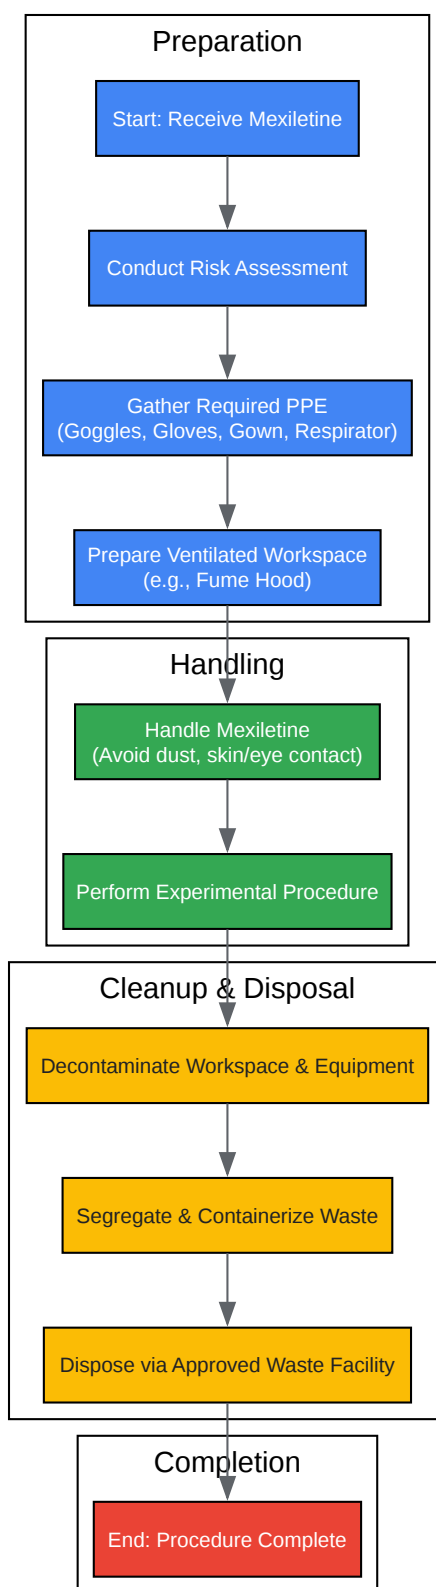 Preparation
Start: Receive Mexiletine
Conduct Risk Assessment
Gather Required PPE
(Goggles, Gloves, Gown, Respirator)
Prepare Ventilated Workspace
(e.g., Fume Hood)
Handling
Handle Mexiletine
(Avoid dust, skin/eye contact)
Perform Experimental Procedure
Cleanup & Disposal
Decontaminate Workspace & Equipment
Segregate & Containerize Waste
Dispose via Approved Waste Facility
Completion
End: Procedure Complete